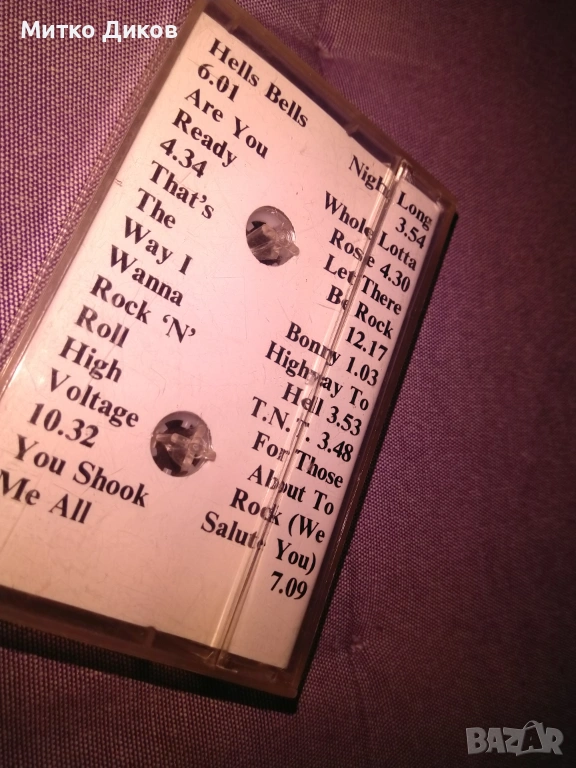 Митко Диков
Hells Bells
6.01
Are You
Ready
4.34
That's
The
Way I
Wanna
Rock 'N'
Roll
High
Voltage
10.32
You Shook
Me All
Night Long
3.54
Whole Lotta
Rosie 4.30
Let There
Be Rock
12.17
Bonny 1.03
Highway To
Hell 3.53
T.N.T. 3.48
For Those
About To
Rock (We
Salute You)
7.09
BAZAR